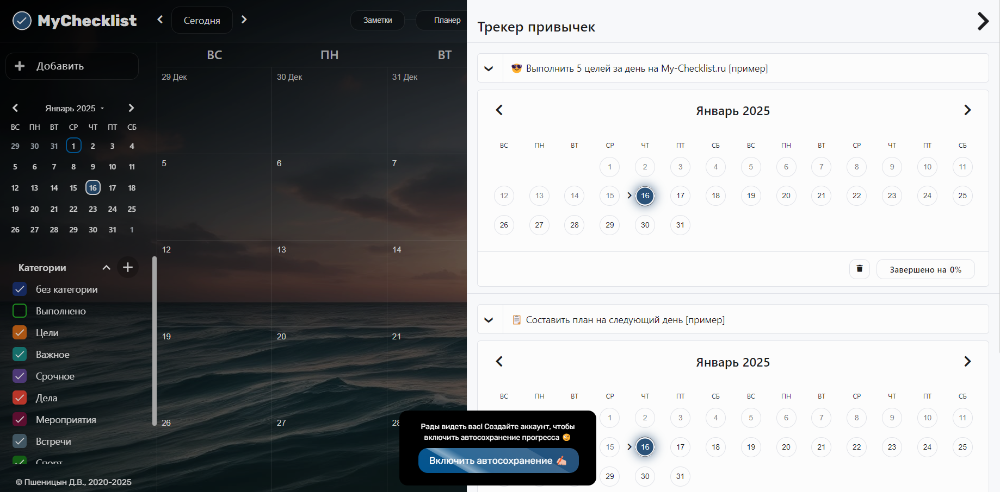 MyChecklist
Сегодня
Заметки
Планер
Добавить
Январь 2025
ВС ПН ВТ СР ЧТ ПТ СБ
29 30 31 1 2 3 4
5 6 7 8 9 10 11
12 13 14 15 16 17 18
19 20 21 22 23 24 25
26 27 28 29 30 31 1
Категории
без категории
Выполнено
Цели
Важное
Срочное
Дела
Мероприятия
Встречи
Спорт
© Пшеницын Д.В., 2020-2025
ВС ПН ВТ
29 Дек 30 Дек 31 Дек
5 6 7
12 13 14
19 20 21
26 27 28
Трекер привычек
😎 Выполнить 5 целей за день на My-Checklist.ru [пример]
Январь 2025
ВС ПН ВТ СР ЧТ ПТ СБ ВС ПН ВТ СР ЧТ ПТ СБ
1 2 3 4 5 6 7 8 9 10 11
12 13 14 15 16 17 18 19 20 21 22 23 24 25
26 27 28 29 30 31
Завершено на 0%
📋 Составить план на следующий день [пример]
Январь 2025
ВС ПН ВТ СР ЧТ ПТ СБ ВС ПН ВТ СР ЧТ ПТ СБ
1 2 3 4 5 6 7 8 9 10 11
15 16 17 18 19 20 21 22 23 24 25
29 30 31
Рады видеть вас! Создайте аккаунт, чтобы
включить автосохранение прогресса 😉
Включить автосохранение ✍🏻